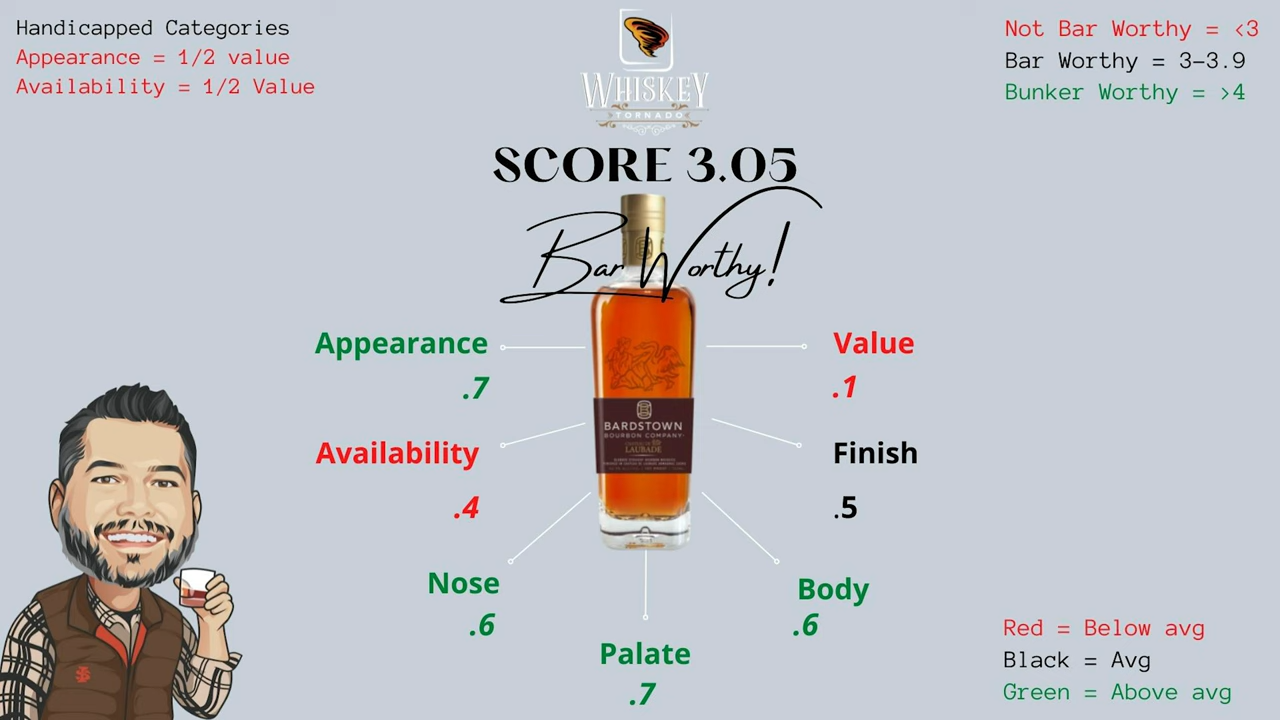 Handicapped Categories
Appearance = 1/2 value
Availability = 1/2 Value
Not Bar Worthy = <3
Bar Worthy = 3-3.9
Bunker Worthy = >4
WHISKEY
TORNADO
SCORE 3.05
Bar Worthy!
Appearance
.7
Value
.1
Availability
.4
Finish
.5
Nose
.6
Body
.6
Palate
.7
BARDSTOWN
BOURBON COMPANY
LAUBADE
Red = Below avg
Black = Avg
Green = Above avg